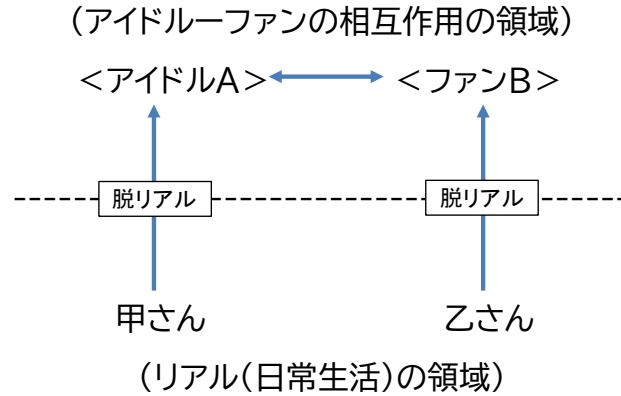 （アイドルーファンの相互作用の領域）
＜アイドルA＞ ＜ファンB＞
脱リアル 脱リアル
甲さん 乙さん
（リアル（日常生活）の領域）